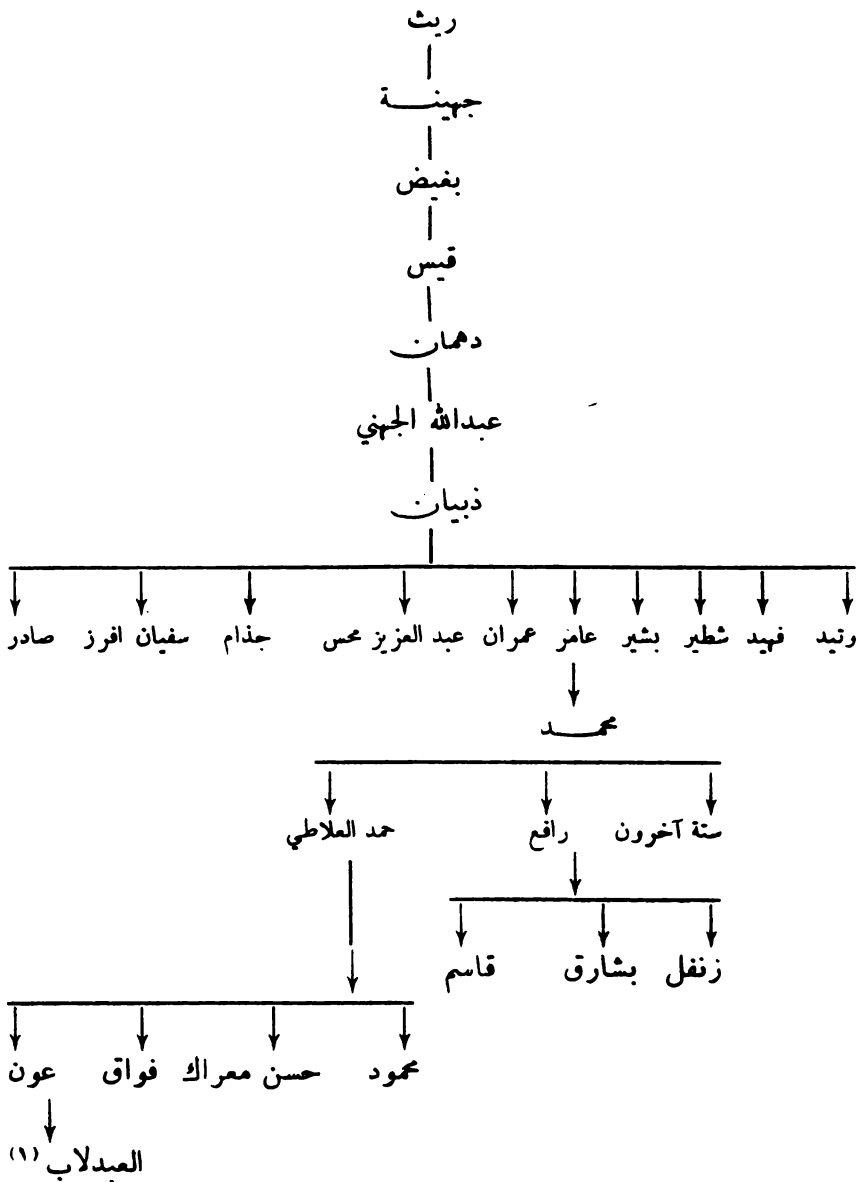 ريث
جهينة
بغيض
قيس
دهمان
عبدالله الجهني
ذبيان
وتيد فهيد شطير بشير عامر عمران عبد العزيز محس جذام سفيان افرز صادر
محمد
ستة آخرون رافع حمد العلاطي
زنفل بشارق قاسم
محمود حسن معراك فواق عون
العبدلاب (١)